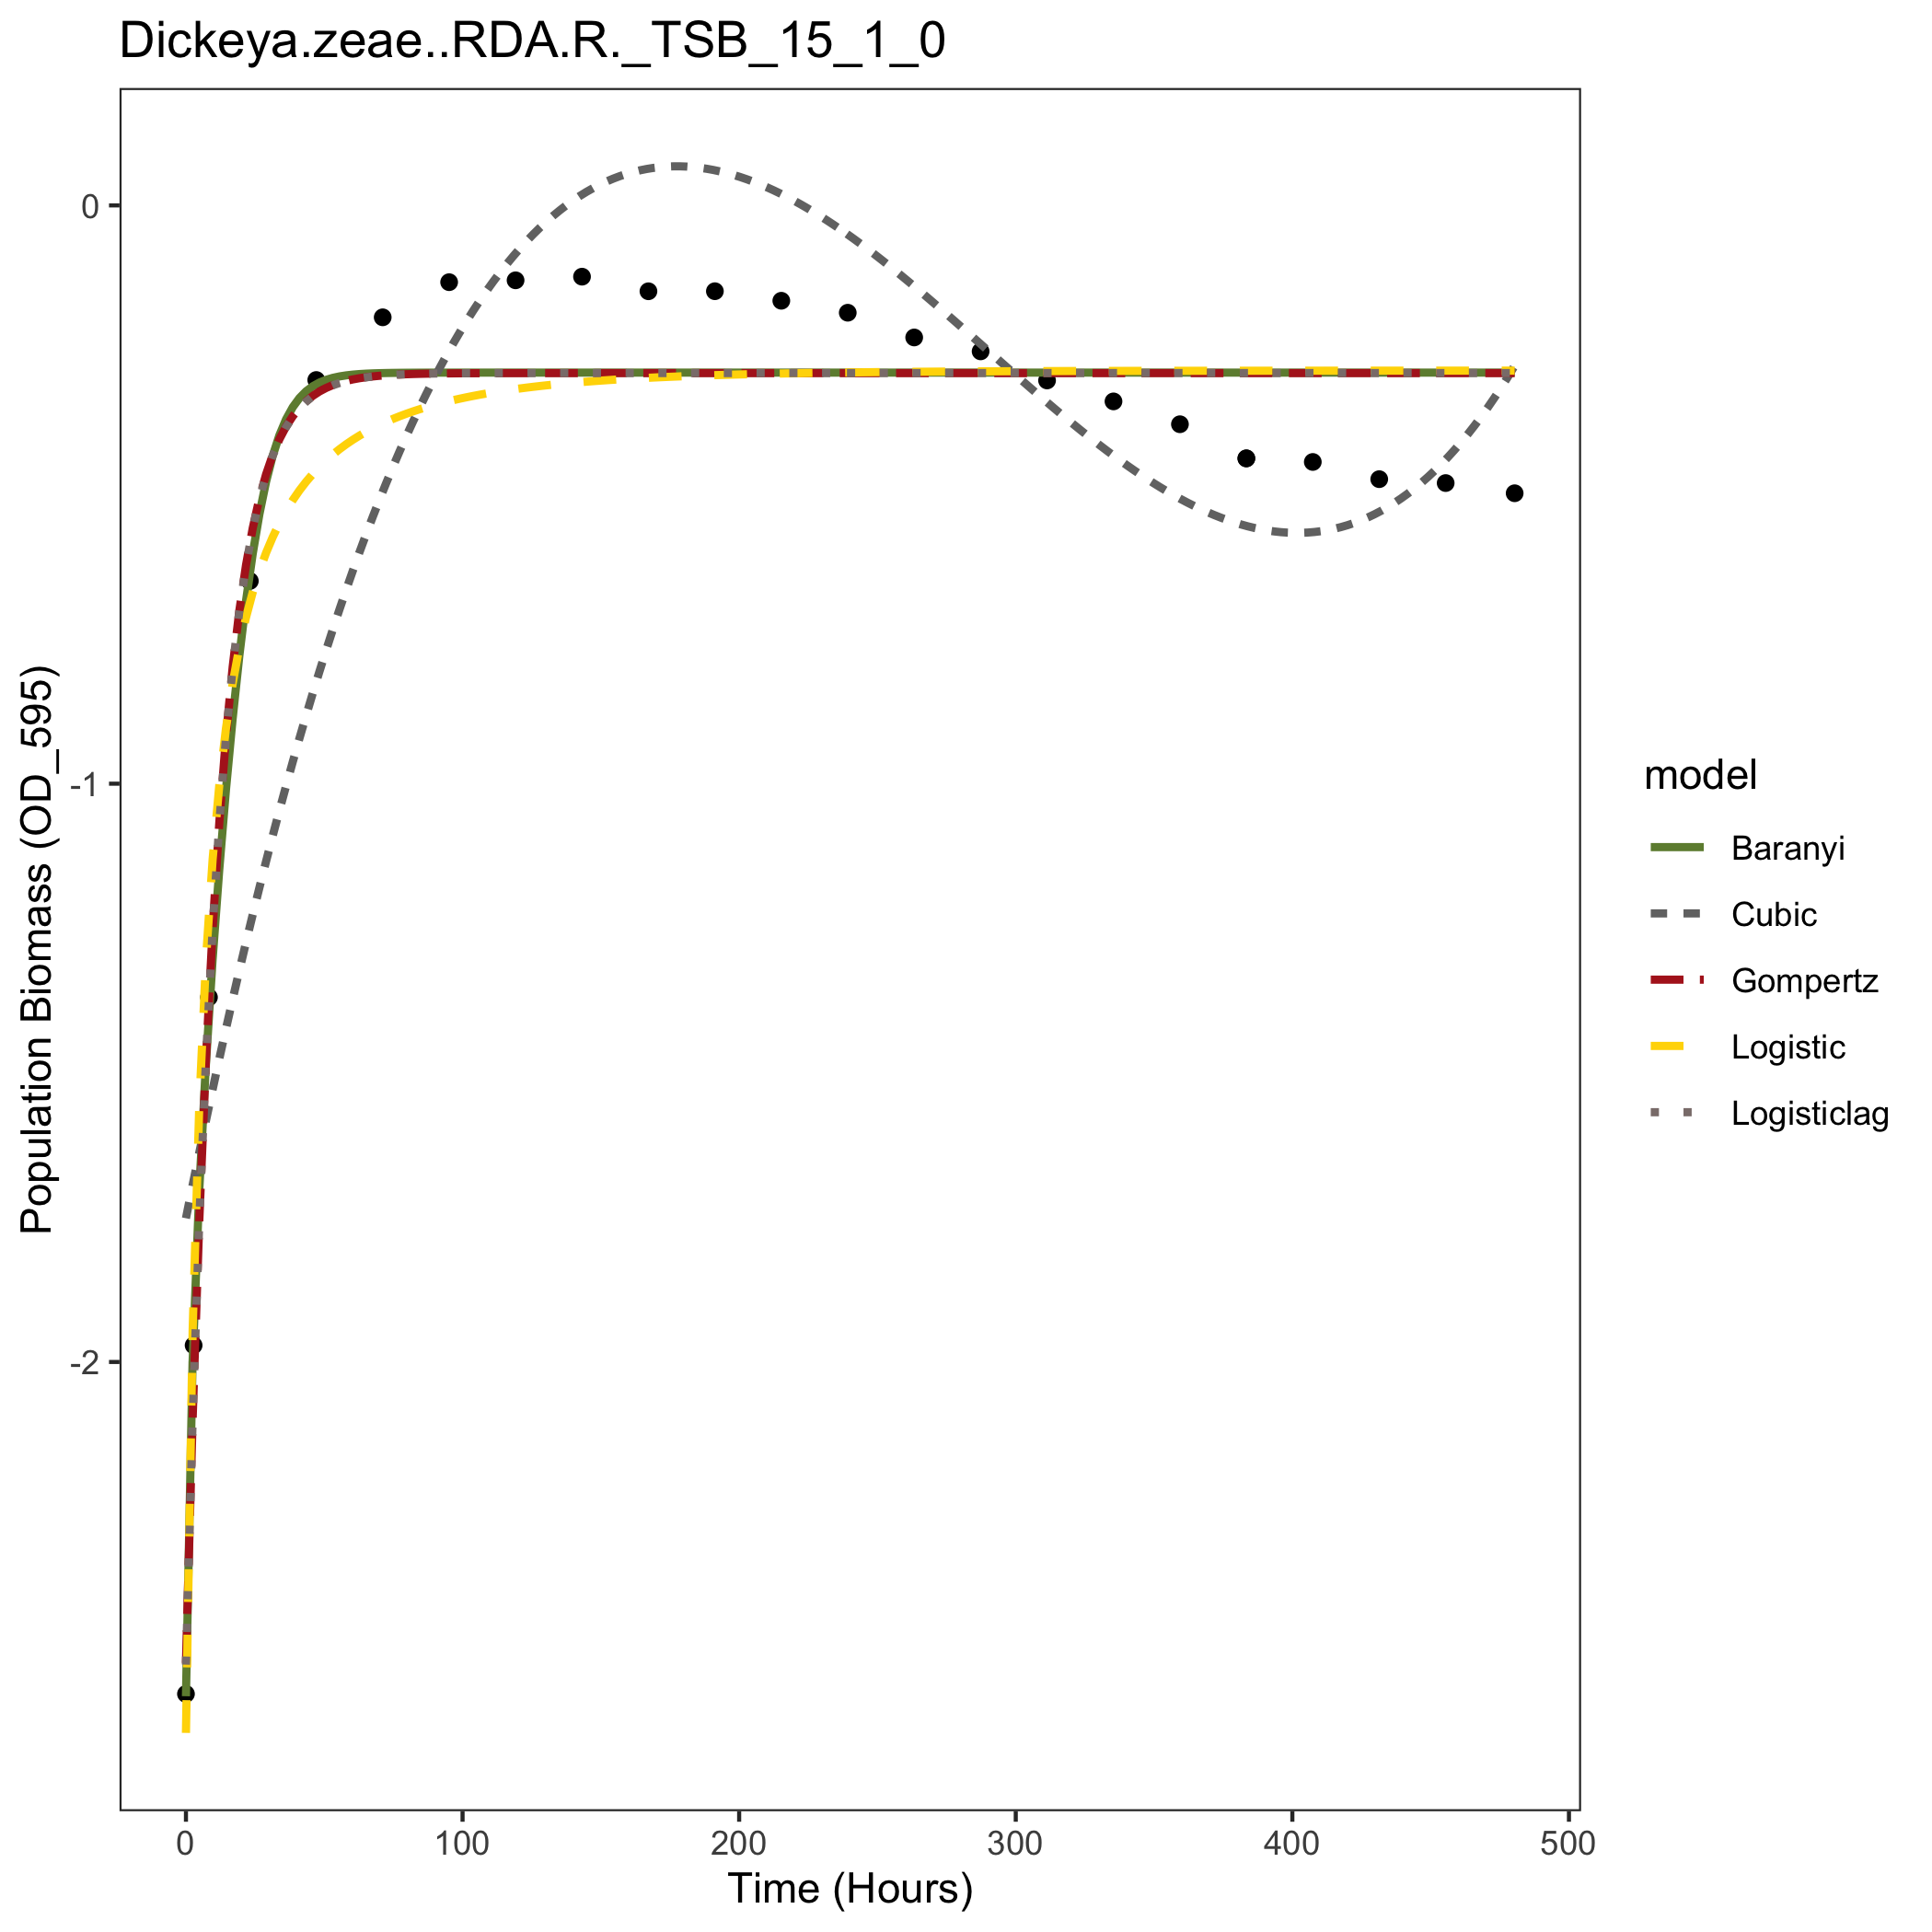 Dickeya.zeae..RDA.R._TSB_15_1_0
Population Biomass (OD_595)
0
-1
-2
0 100 200 300 400 500
Time (Hours)
model
Baranyi
Cubic
Gompertz
Logistic
Logisticlag